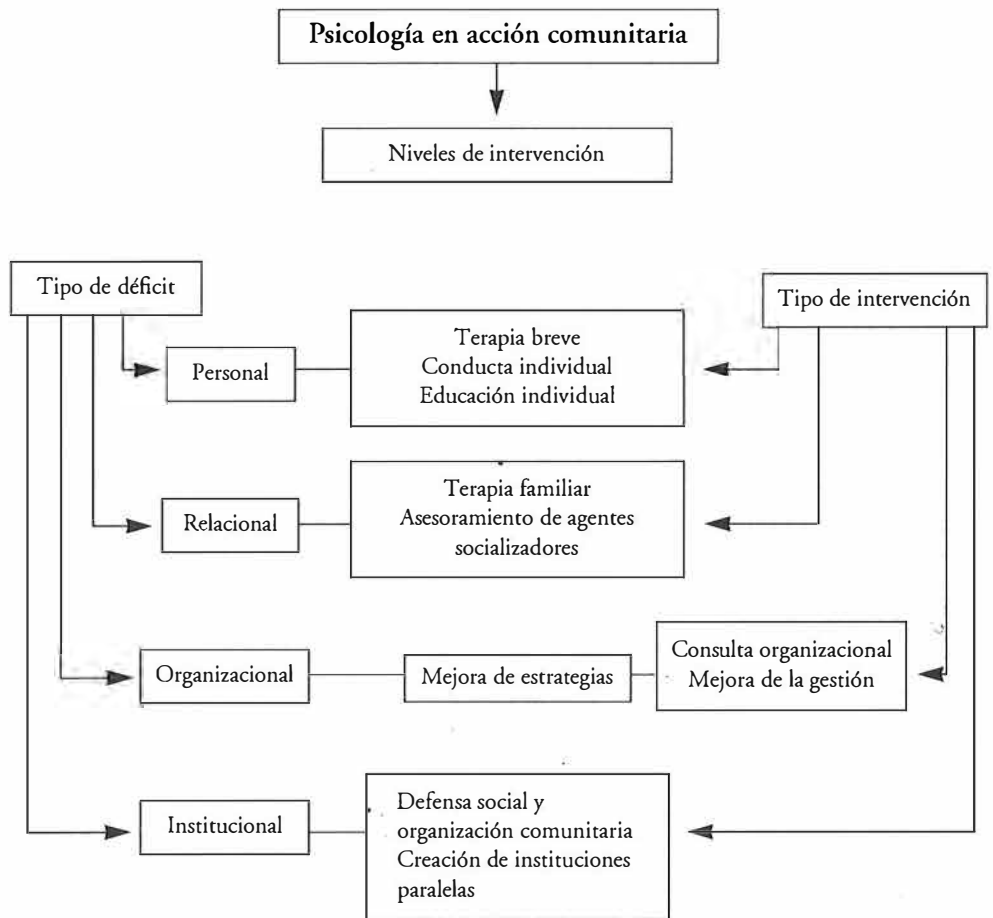 Psicología en acción comunitaria
Niveles de intervención
Tipo de déficit
Tipo de intervención
Personal
Terapia breve
Conducta individual
Educación individual
Relacional
Terapia familiar
Asesoramiento de agentes
socializadores
Organizacional
Mejora de estrategias
Consulta organizacional
Mejora de la gestión
Institucional
Defensa social y
organización comunitaria
Creación de instituciones
paralelas